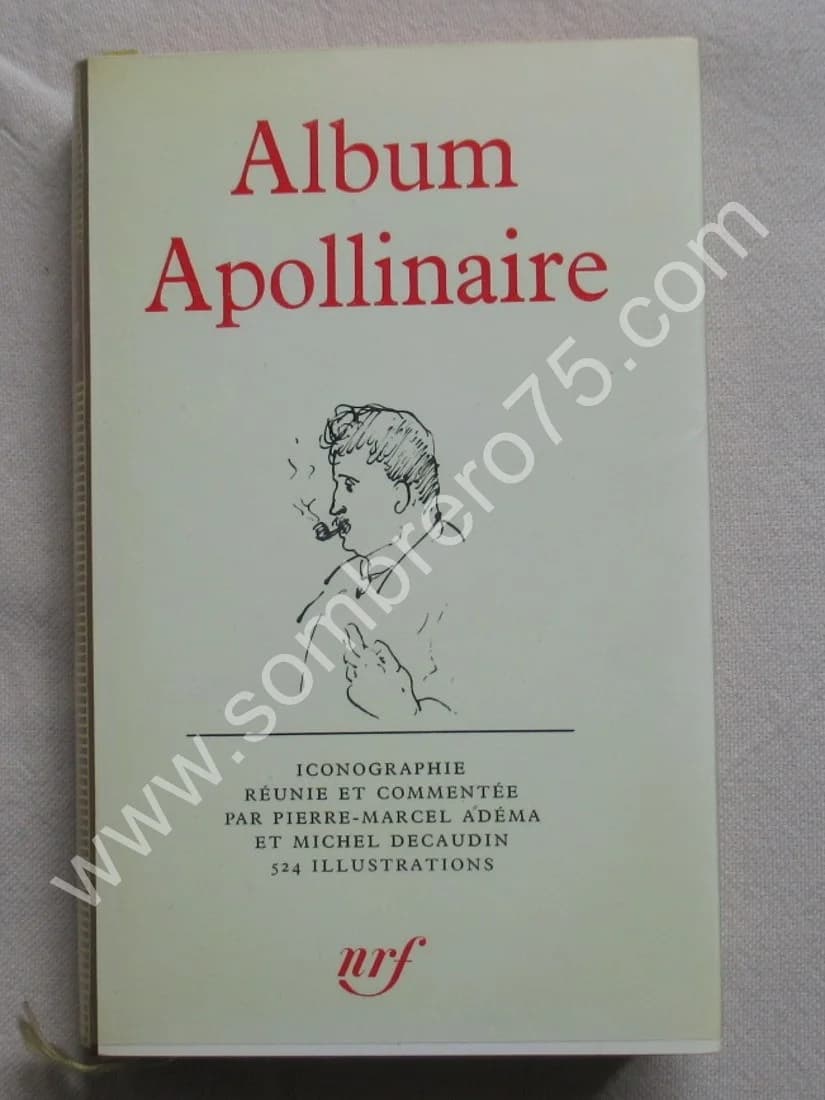 Album
Apollinaire
ICONOGRAPHIE
RÉUNIE ET COMMENTÉE
PAR PIERRE-MARCEL ADÉMA
ET MICHEL DECAUDIN
524 ILLUSTRATIONS
nrf
www.sombrero75.com